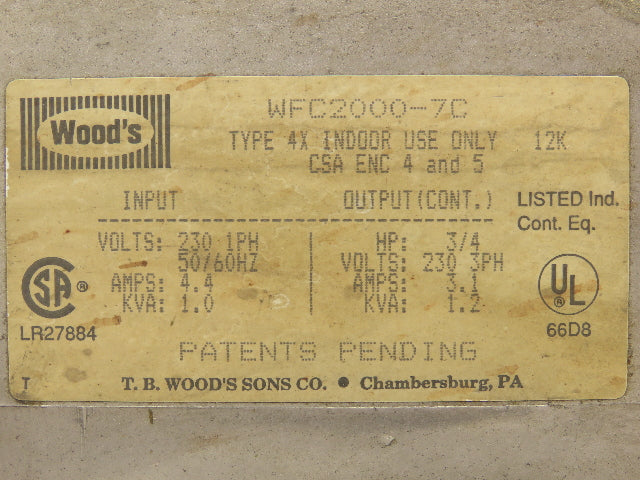 Wood's ®
WFC2000-7C
TYPE 4X INDOOR USE ONLY 12K
CSA ENC 4 and 5
INPUT OUTPUT(CONT.)
LISTED Ind.
Cont. Eq.
VOLTS: 230 1PH
50/60HZ
AMPS: 4.4
KVA: 1.0
HP: 3/4
VOLTS: 230 3PH
AMPS: 3.1
KVA: 1.2
CSA ®
LR27884
UL ®
66D8
PATENTS PENDING
T T. B. WOOD'S SONS CO. ● Chambersburg, PA